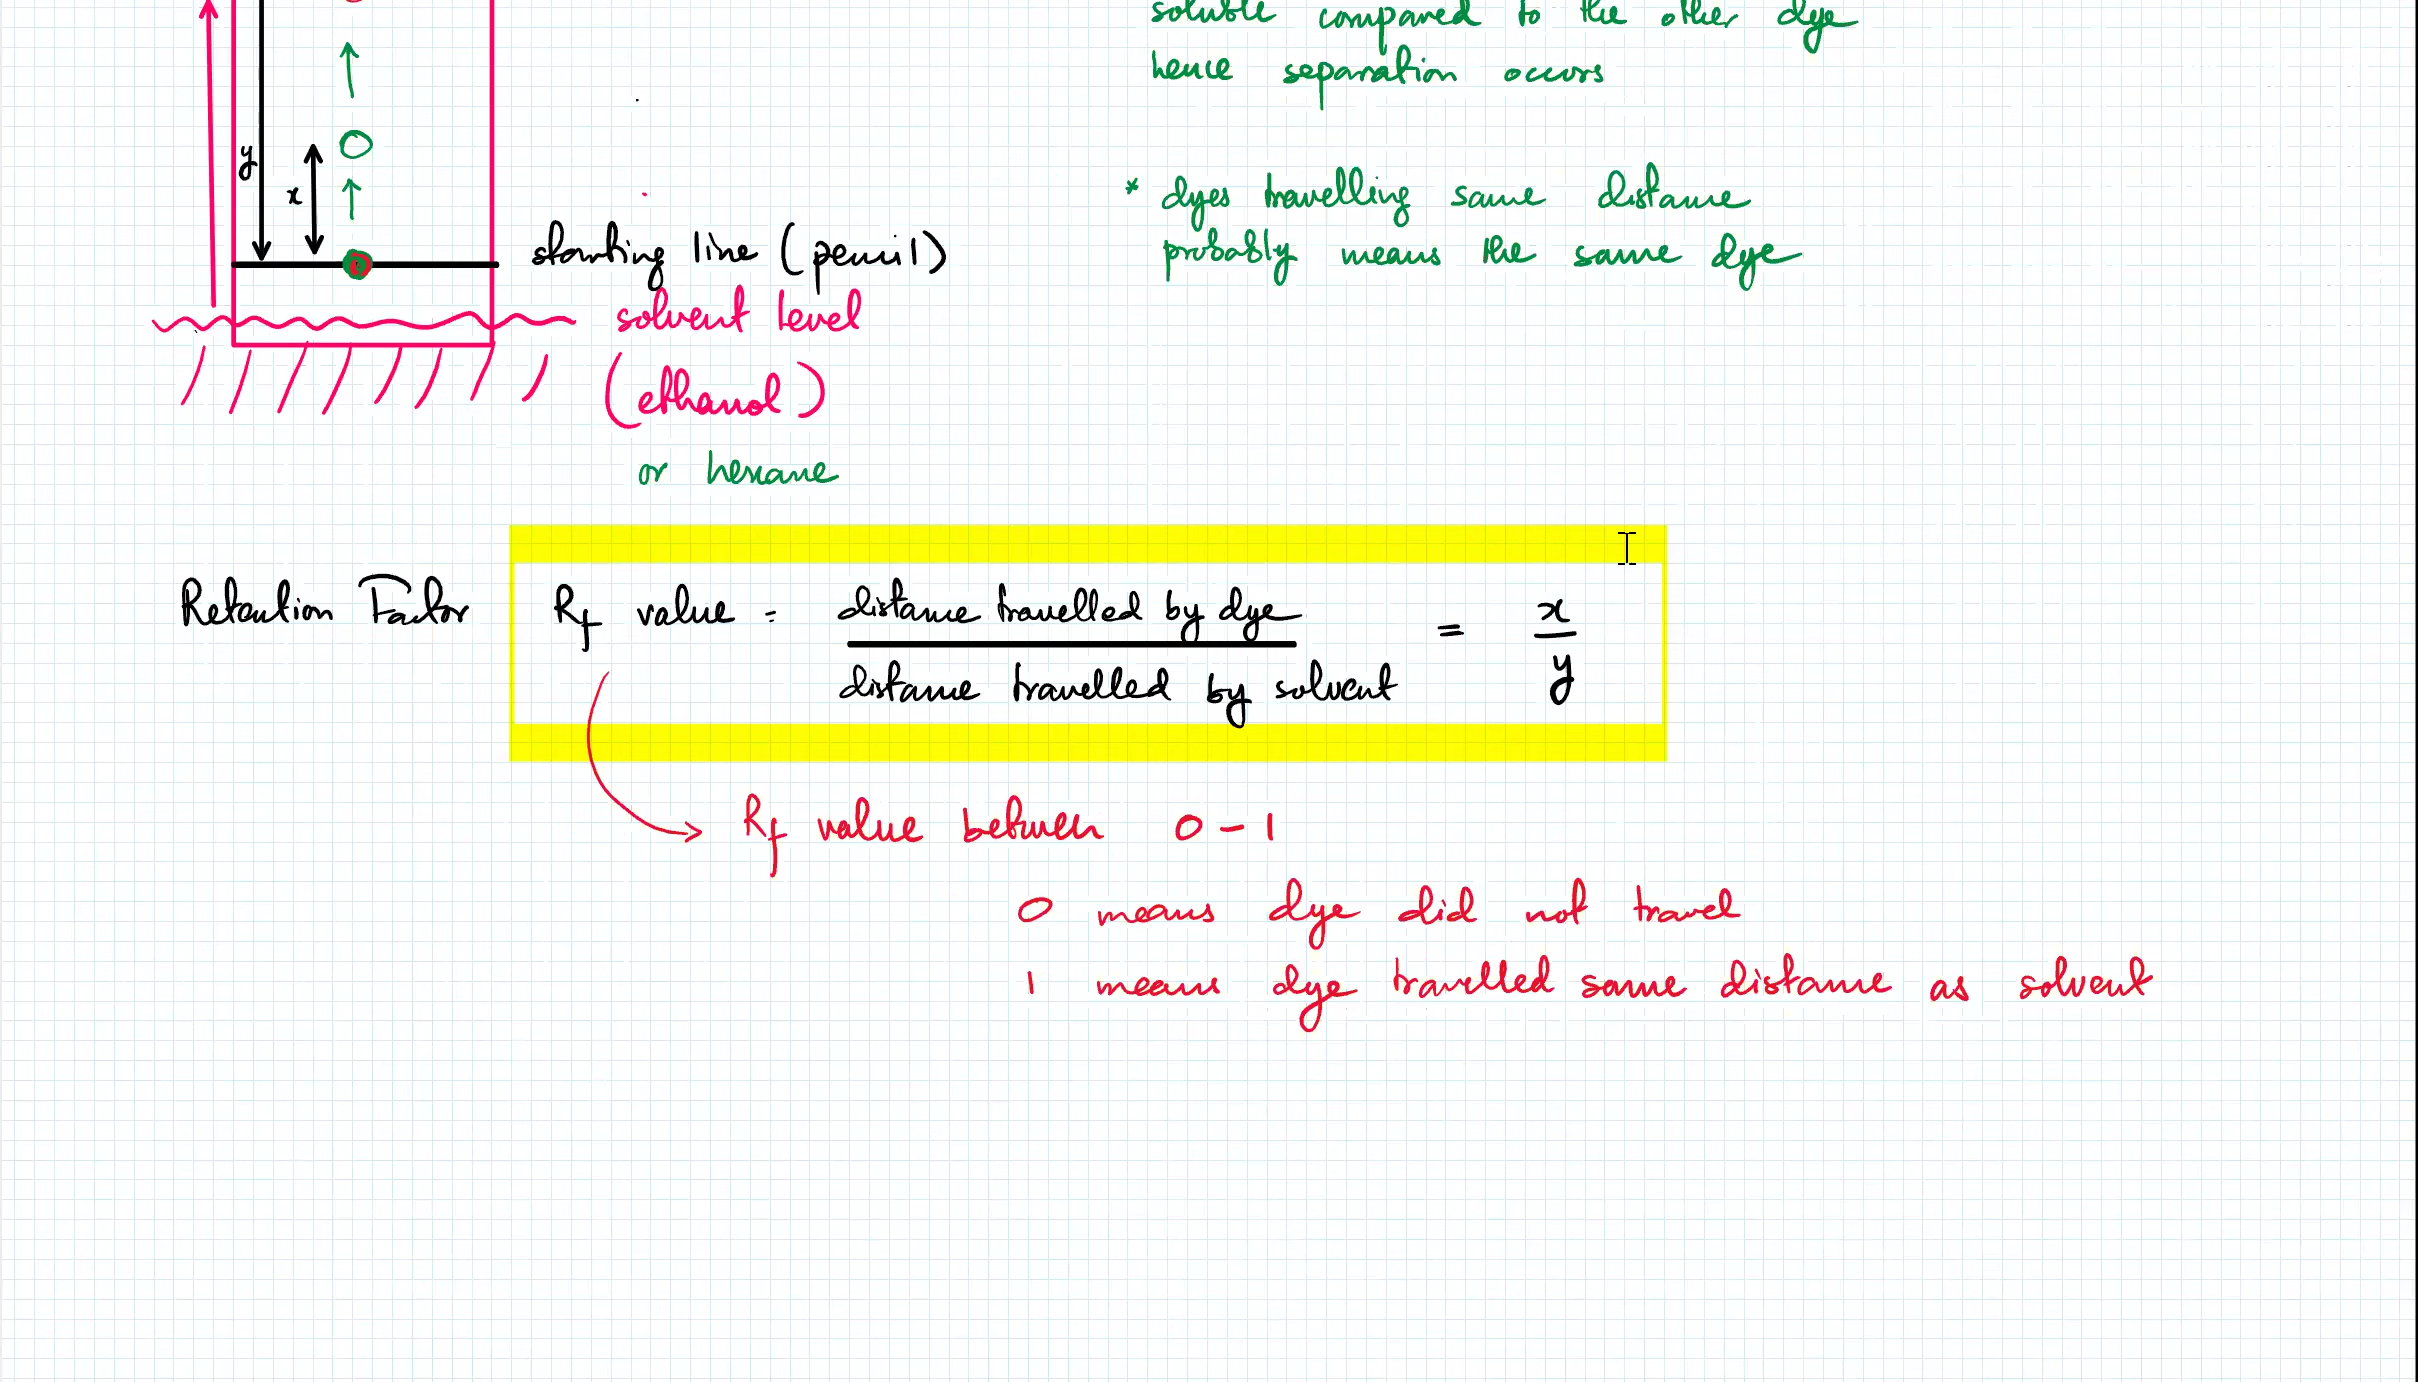 soluble compared to the other dye
hence separation occurs
* dyes travelling same distance
probably means the same dye
y
x
starting line (pencil)
solvent level
(ethanol)
or hexane
Retention Factor
Rf value = distance travelled by dye
distance travelled by solvent
= x
y
Rf value between 0-1
0 means dye did not travel
1 means dye travelled same distance as solvent